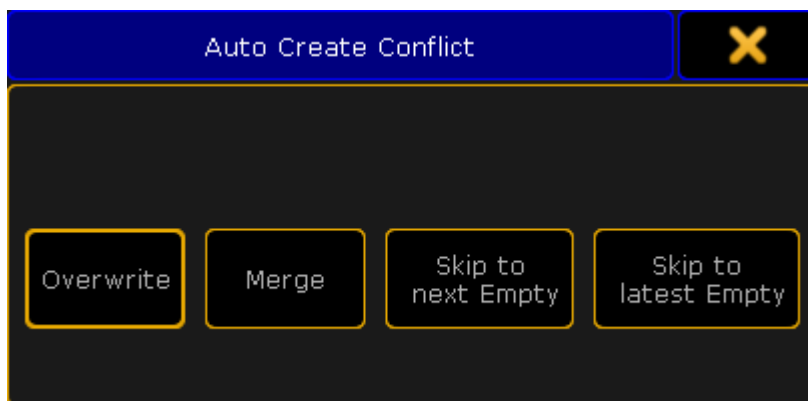 Auto Create Conflict
Overwrite
Merge
Skip to
next Empty
Skip to
latest Empty